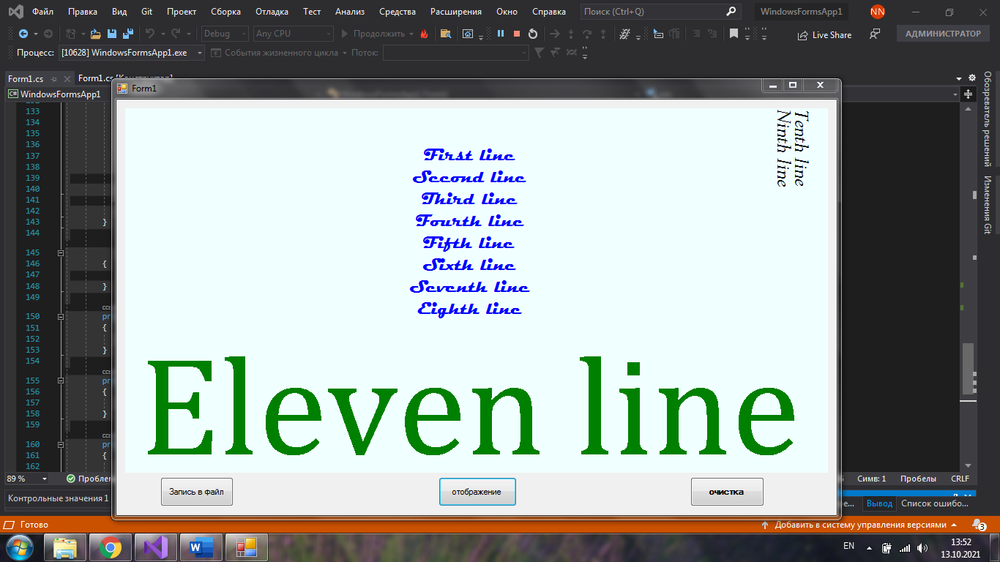 Файл Правка Вид Git Проект Сборка Отладка Тест Анализ Средства Расширения Окно Справка Поиск (Ctrl+Q) WindowsFormsApp1 NN
Debug Any CPU Продолжить Live Share АДМИНИСТРАТОР
Процесс: [10628] WindowsFormsApp1.exe События жизненного цикла Поток:
Form1.cs Form1.cs [Конструктор]
WindowsFormsApp1
Form1
Обозреватель решений
Изменения Git
133
134
135
136
137
138
139
140
141
142
143 }
144
145
146 {
147
148 }
149
150
151 {
152
153 }
154
155
156 {
157
158 }
159
160
161 {
162
Tenth line
Ninth line
First line
Second line
Third line
Fourth line
Fifth line
Sixth line
Seventh line
Eighth line
Eleven line
Запись в файл отображение очистка
89 % Симв: 1 Пробелы CRLF
Контрольные значения 1 Вывод Список ошибо...
Готово Добавить в систему управления версиями 3
EN 13:52
13.10.2021